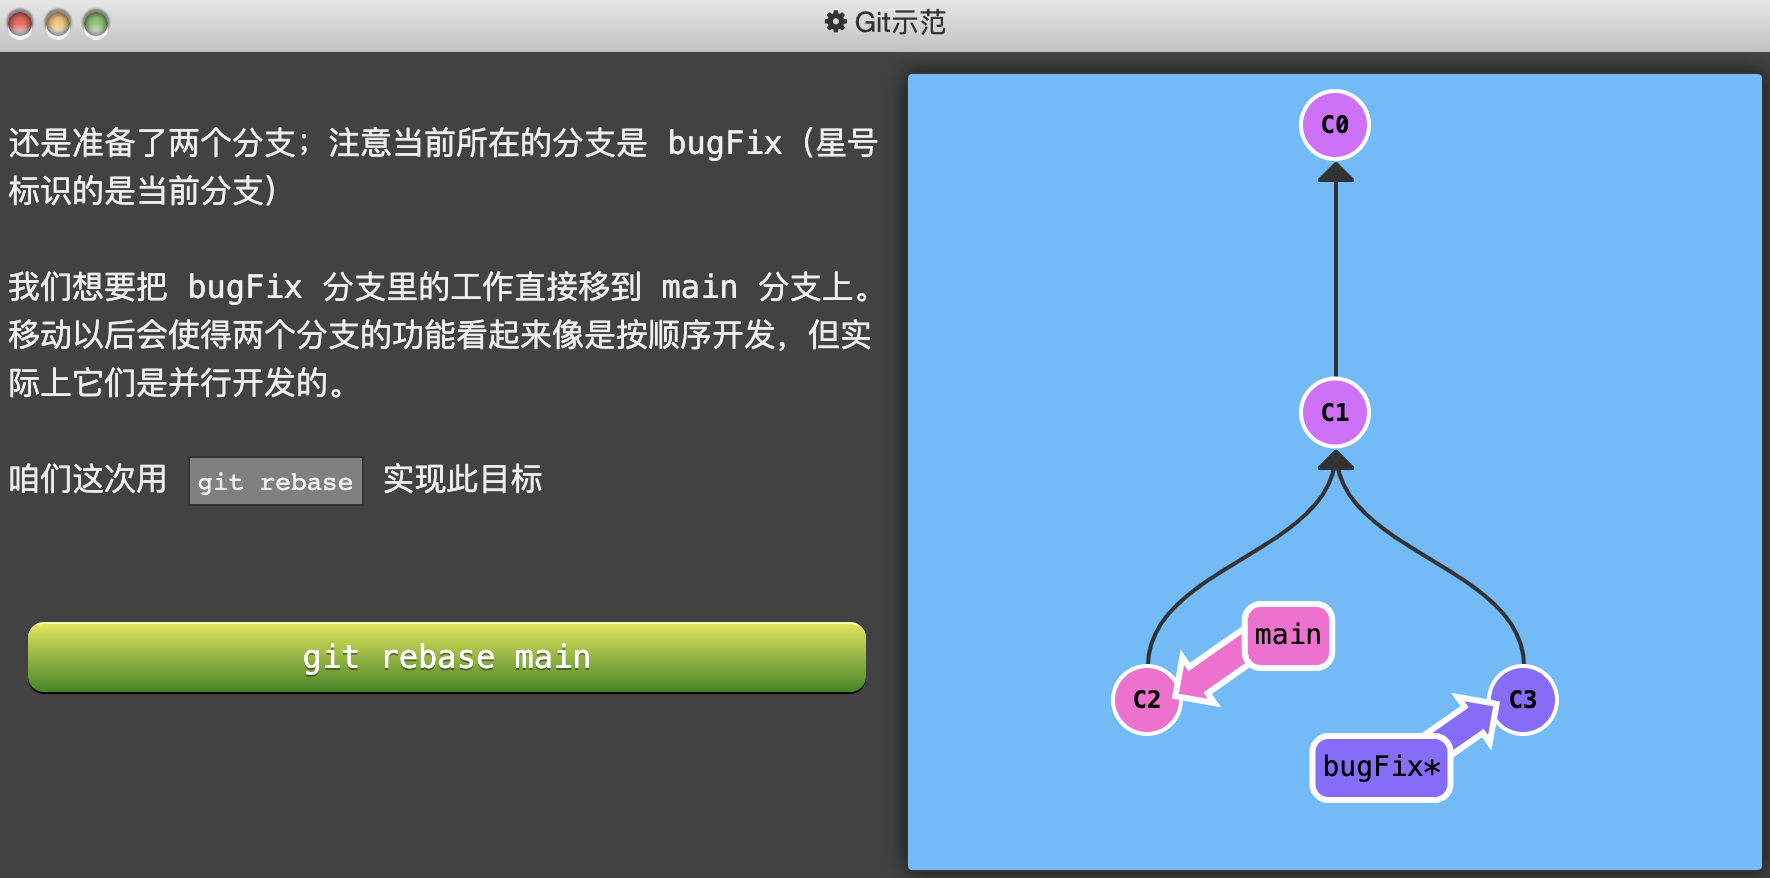 Git示范
还是准备了两个分支；注意当前所在的分支是 bugFix（星号
标识的是当前分支）
我们想要把 bugFix 分支里的工作直接移到 main 分支上。
移动以后会使得两个分支的功能看起来像是按顺序开发，但实
际上它们是并行开发的。
咱们这次用 git rebase 实现此目标
git rebase main
C0
C1
main
C2
C3
bugFix*